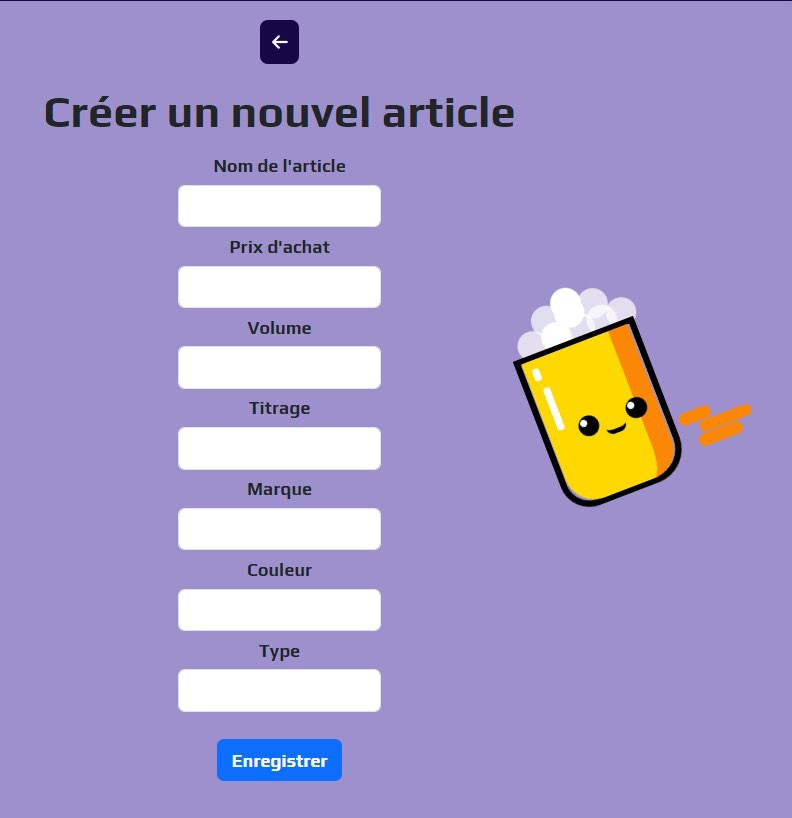 Créer un nouvel article
Nom de l'article
Prix d'achat
Volume
Titrage
Marque
Couleur
Type
Enregistrer